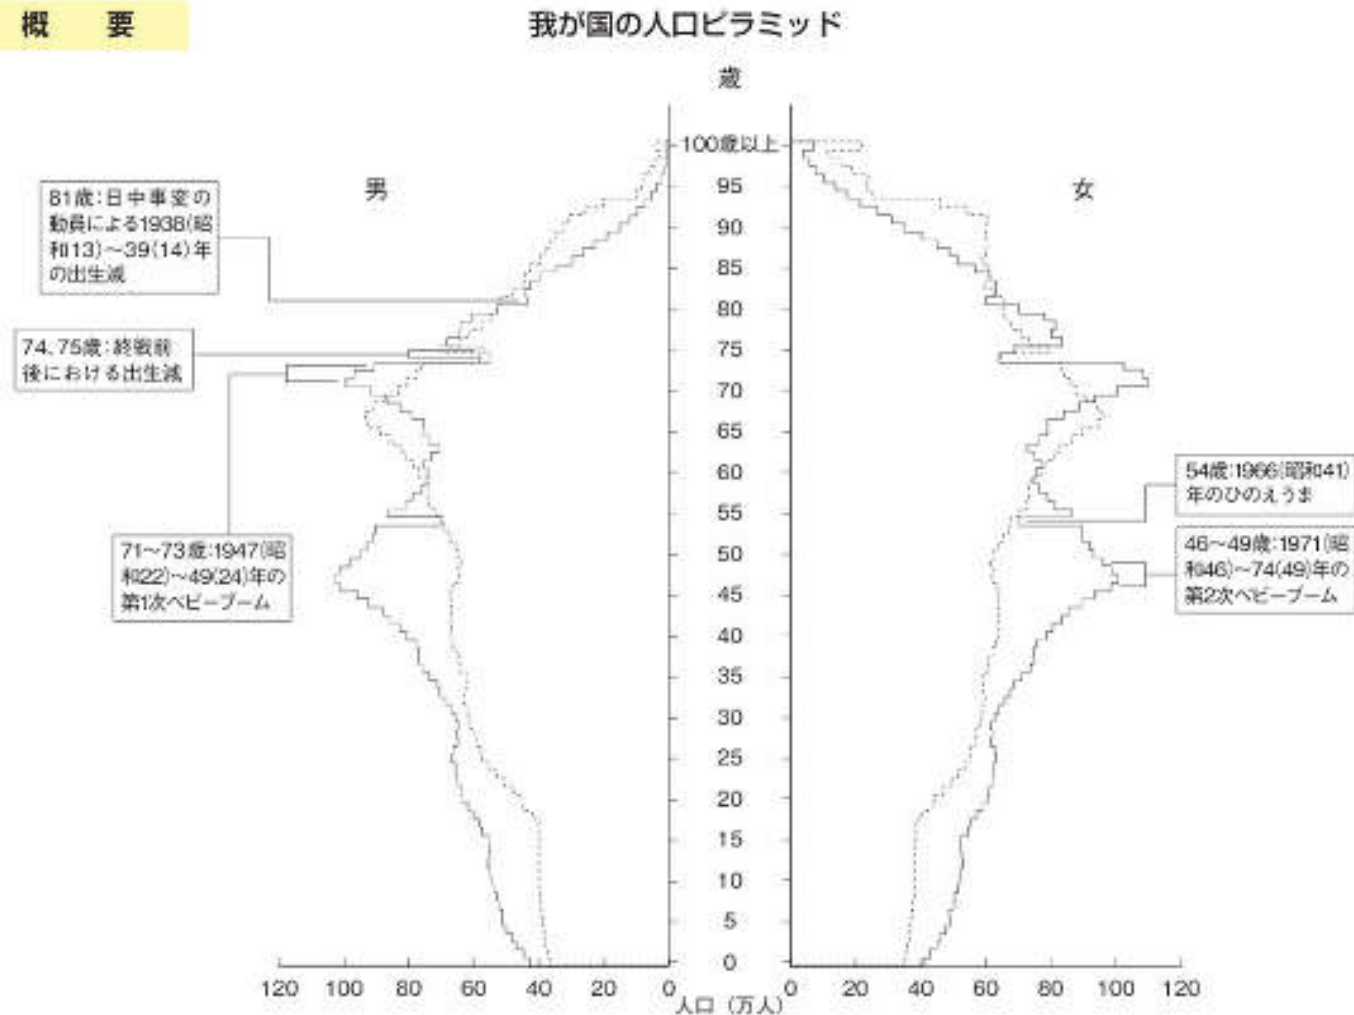 概　要
我が国の人口ピラミッド
歳
100歳以上
男
女
81歳：日中事変の
動員による1938(昭
和13)～39(14)年
の出生減
74、75歳：終戦前
後における出生減
71～73歳：1947(昭
和22)～49(24)年の
第1次ベビーブーム
54歳：1966(昭和41)
年のひのえうま
46～49歳：1971(昭
和46)～74(49)年の
第2次ベビーブーム
95
90
85
80
75
70
65
60
55
50
45
40
35
30
25
20
15
10
5
0
120 100 80 60 40 20 0
人口（万人）
0 20 40 60 80 100 120